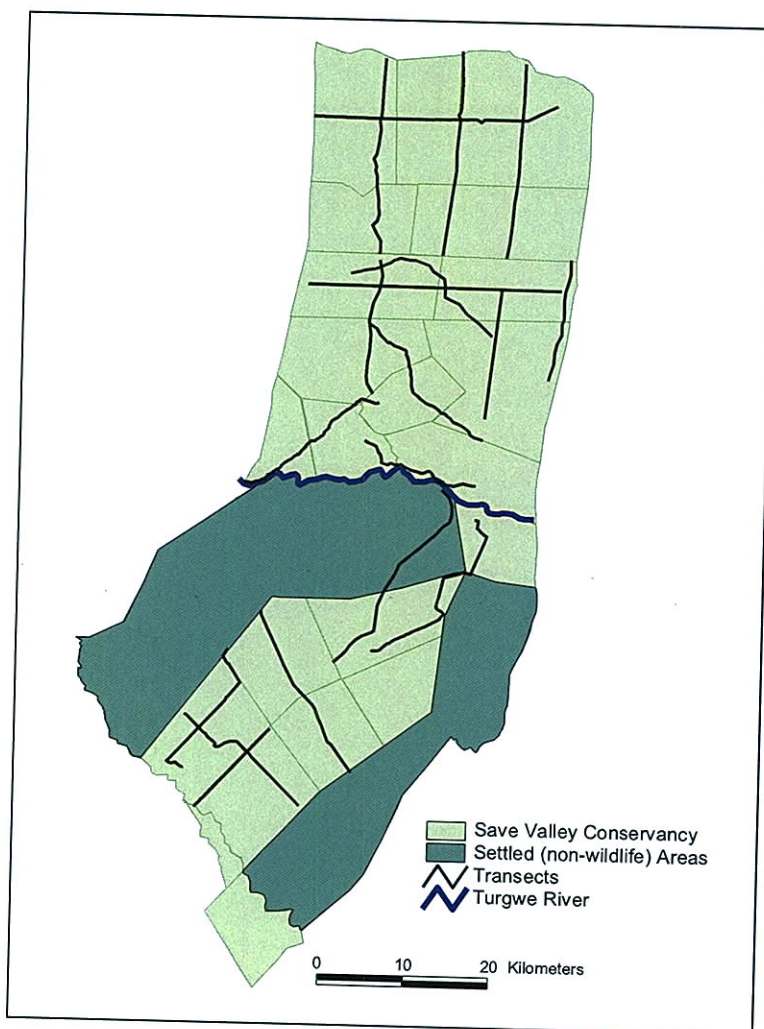 Save Valley Conservancy
Settled (non-wildlife) Areas
Transects
Turgwe River
0 10 20 Kilometers